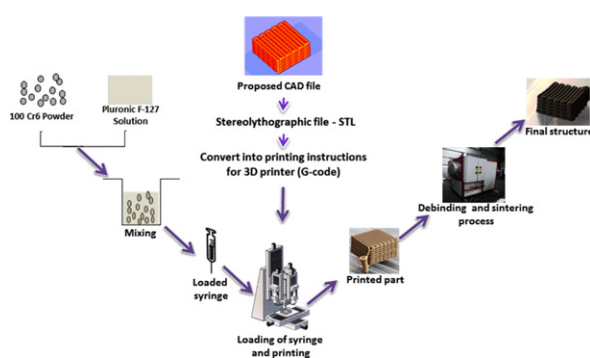 Proposed CAD file
Stereolythographic file - STL
Convert into printing instructions
for 3D printer (G-code)
100 Cr6 Powder
Pluronic F-127
Solution
Mixing
Loaded
syringe
Loading of syringe
and printing
Printed part
Debinding and sintering
process
Final structure